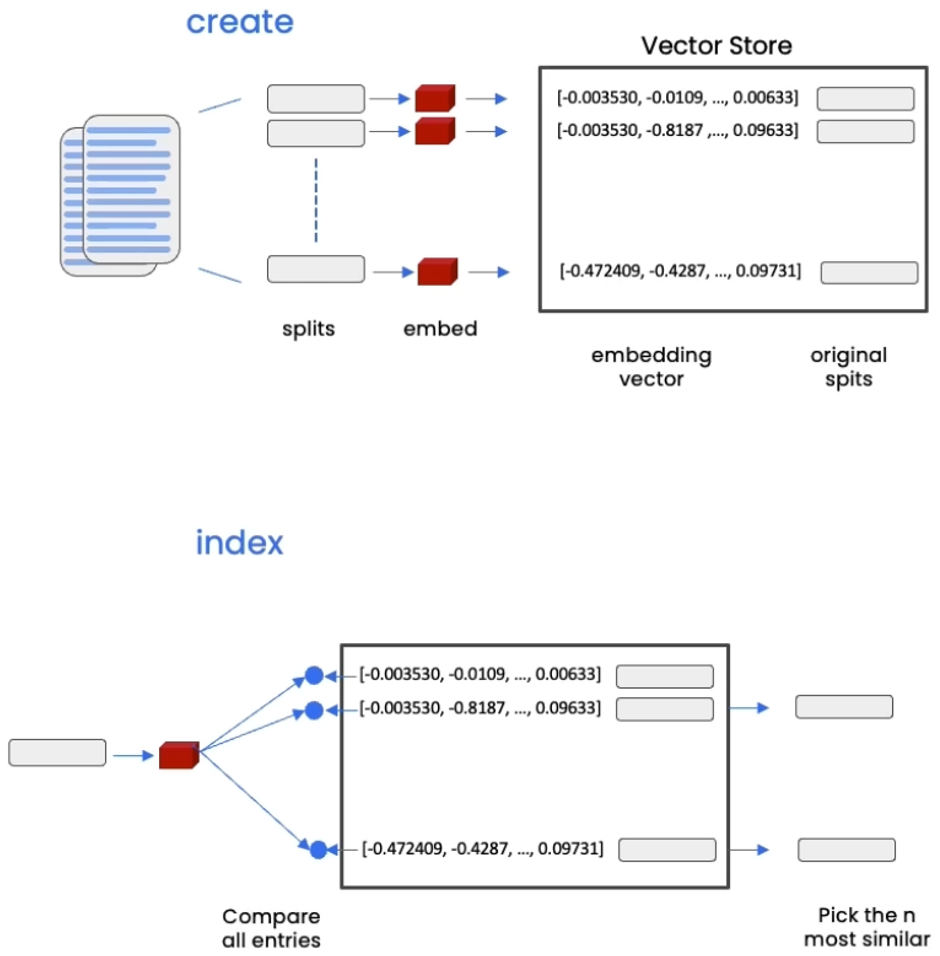 create
Vector Store
[-0.003530, -0.0109, ..., 0.00633]
[-0.003530, -0.8187 ,..., 0.09633]
[-0.472409, -0.4287, ..., 0.09731]
splits
embed
embedding
vector
original
spits
index
[-0.003530, -0.0109, ..., 0.00633]
[-0.003530, -0.8187, ..., 0.09633]
[-0.472409, -0.4287, ..., 0.09731]
Compare
all entries
Pick the n
most similar